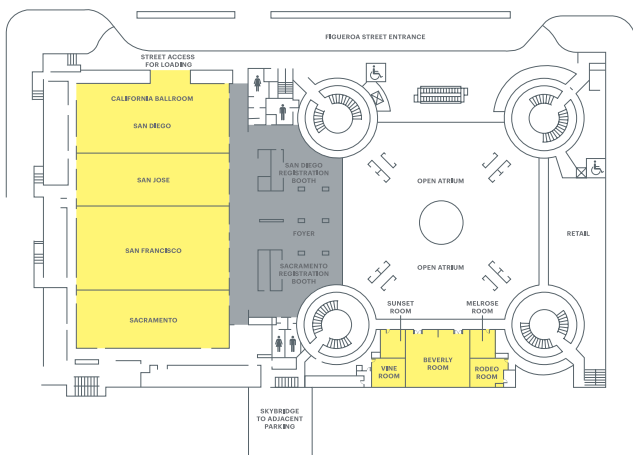 FIGUEROA STREET ENTRANCE
STREET ACCESS
FOR LOADING
CALIFORNIA BALLROOM
SAN DIEGO
SAN JOSE
SAN FRANCISCO
SACRAMENTO
SAN DIEGO
REGISTRATION
BOOTH
FOYER
SACRAMENTO
REGISTRATION
BOOTH
OPEN ATRIUM
OPEN ATRIUM
RETAIL
SUNSET
ROOM
MELROSE
ROOM
VINE
ROOM
BEVERLY
ROOM
RODEO
ROOM
SKYBRIDGE
TO ADJACENT
PARKING